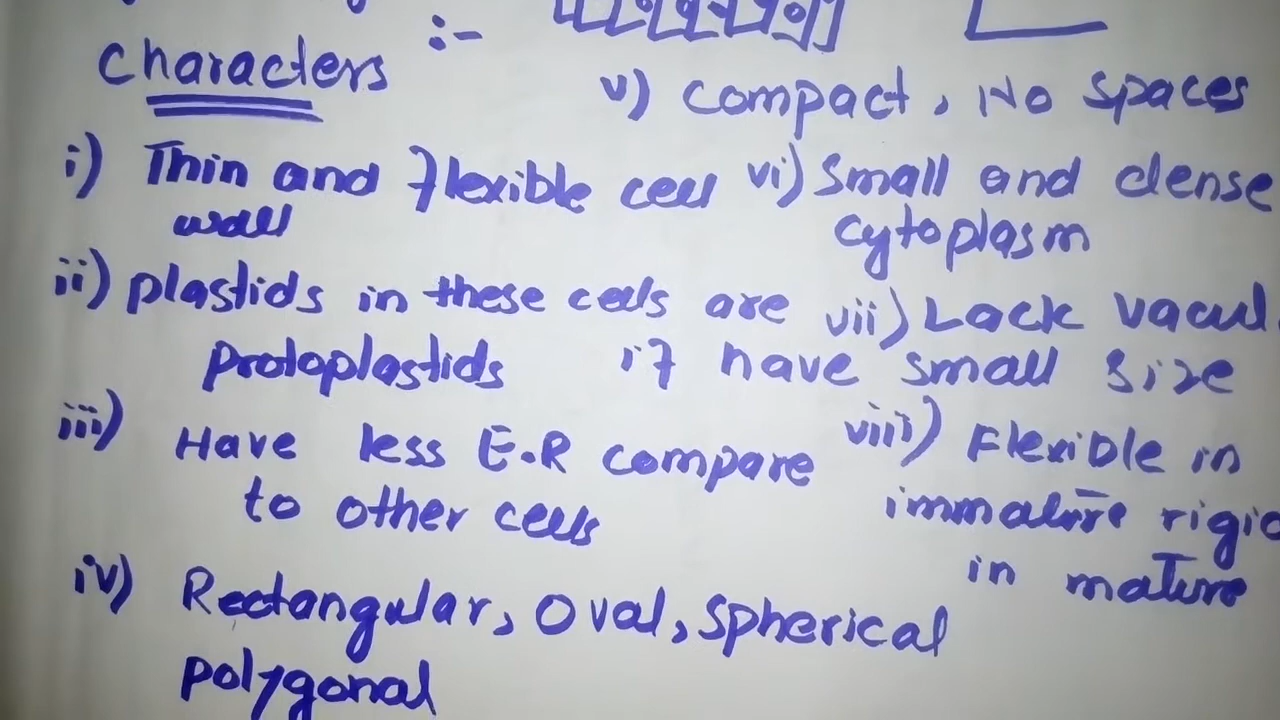 Characters :-
i) Thin and flexible cell
wall
ii) plastids in these cells are
protoplastids
iii) Have less E.R compare
to other cells
iv) Rectangular, Oval, spherical
polygonal
v) compact, No spaces
vi) small and dense
cytoplasm
vii) Lack vacul
if have small size
viii) Flexible in
immature rigid
in mature